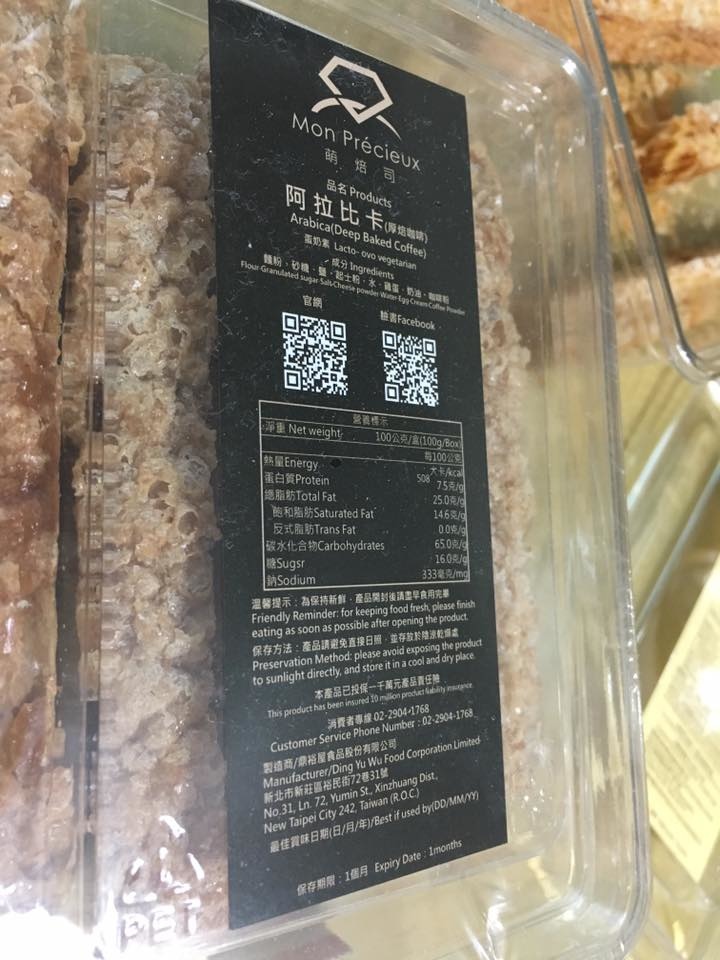 Mon Précieux
萌焙司
品名 Products
阿拉比卡(厚焙咖啡)
Arabica(Deep Baked Coffee)
蛋奶素 Lacto- ovo vegetarian
成分 Ingredients
麵粉、砂糖、鹽、起士粉、水、雞蛋、奶油、咖啡粉
Flour·Granulated sugar·Salt·Cheese powder·Water·Egg·Cream·Coffee Powder
官網
臉書Facebook
營養標示
淨重 Net weight: 100公克/盒(100g/Box)
每100公克
熱量Energy 508 大卡/kcal
蛋白質Protein 7.5克/g
總脂肪Total Fat 25.0克/g
飽和脂肪Saturated Fat 14.6克/g
反式脂肪Trans Fat 0.0克/g
碳水化合物Carbohydrates 65.0克/g
糖Sugsr 16.0克/g
鈉Sodium 333毫克/mg
溫馨提示：為保持新鮮，產品開封後請盡早食用完畢
Friendly Reminder: for keeping food fresh, please finish
eating as soon as possible after opening the product.
保存方法：產品請避免直接日照，並存放於陰涼乾燥處
Preservation Method: please avoid exposing the product
to sunlight directly, and store it in a cool and dry place.
本產品已投保一千萬元產品責任險
This product has been insured 10 million product liability insurance.
消費者專線 02-2904-1768
Customer Service Phone Number：02-2904-1768
製造商/鼎裕屋食品股份有限公司
Manufacturer/Ding Yu Wu Food Corporation Limited
新北市新莊區裕民街72巷31號
No.31, Ln. 72, Yumin St., Xinzhuang Dist.,
New Taipei City 242, Taiwan (R.O.C.)
最佳賞味日期(日/月/年)/Best if used by(DD/MM/YY)
保存期限：1個月 Expiry Date：1months
PET